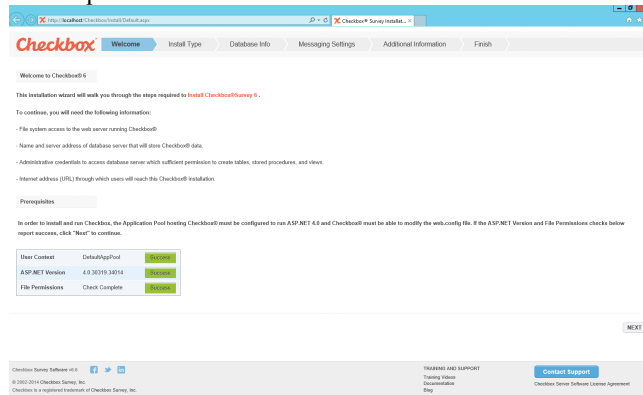 http://localhost/Checkbox/Install/Default.aspx
Checkbox® Survey Installat...
Checkbox®
Welcome
Install Type
Database Info
Messaging Settings
Additional Information
Finish
Welcome to Checkbox® 6
This installation wizard will walk you through the steps required to Install Checkbox®Survey 6 .
To continue, you will need the following information:
- File system access to the web server running Checkbox®
- Name and server address of database server that will store Checkbox® data.
- Administrative credentials to access database server which sufficient permission to create tables, stored procedures, and views.
- Internet address (URL) through which users will reach this Checkbox® installation.
Prerequisites
In order to install and run Checkbox, the Application Pool hosting Checkbox® must be configured to run ASP.NET 4.0 and Checkbox® must be able to modify the web.config file. If the ASP.NET Version and File Permissions checks below
report success, click "Next" to continue.
User Context DefaultAppPool Success
ASP.NET Version 4.0.30319.34014 Success
File Permissions Check Complete Success
NEXT
Checkbox Survey Software v6.0
© 2002-2014 Checkbox Survey, Inc.
Checkbox is a registered trademark of Checkbox Survey, Inc.
TRAINING AND SUPPORT
Training Videos
Documentation
Blog
Contact Support
Checkbox Server Software License Agreement